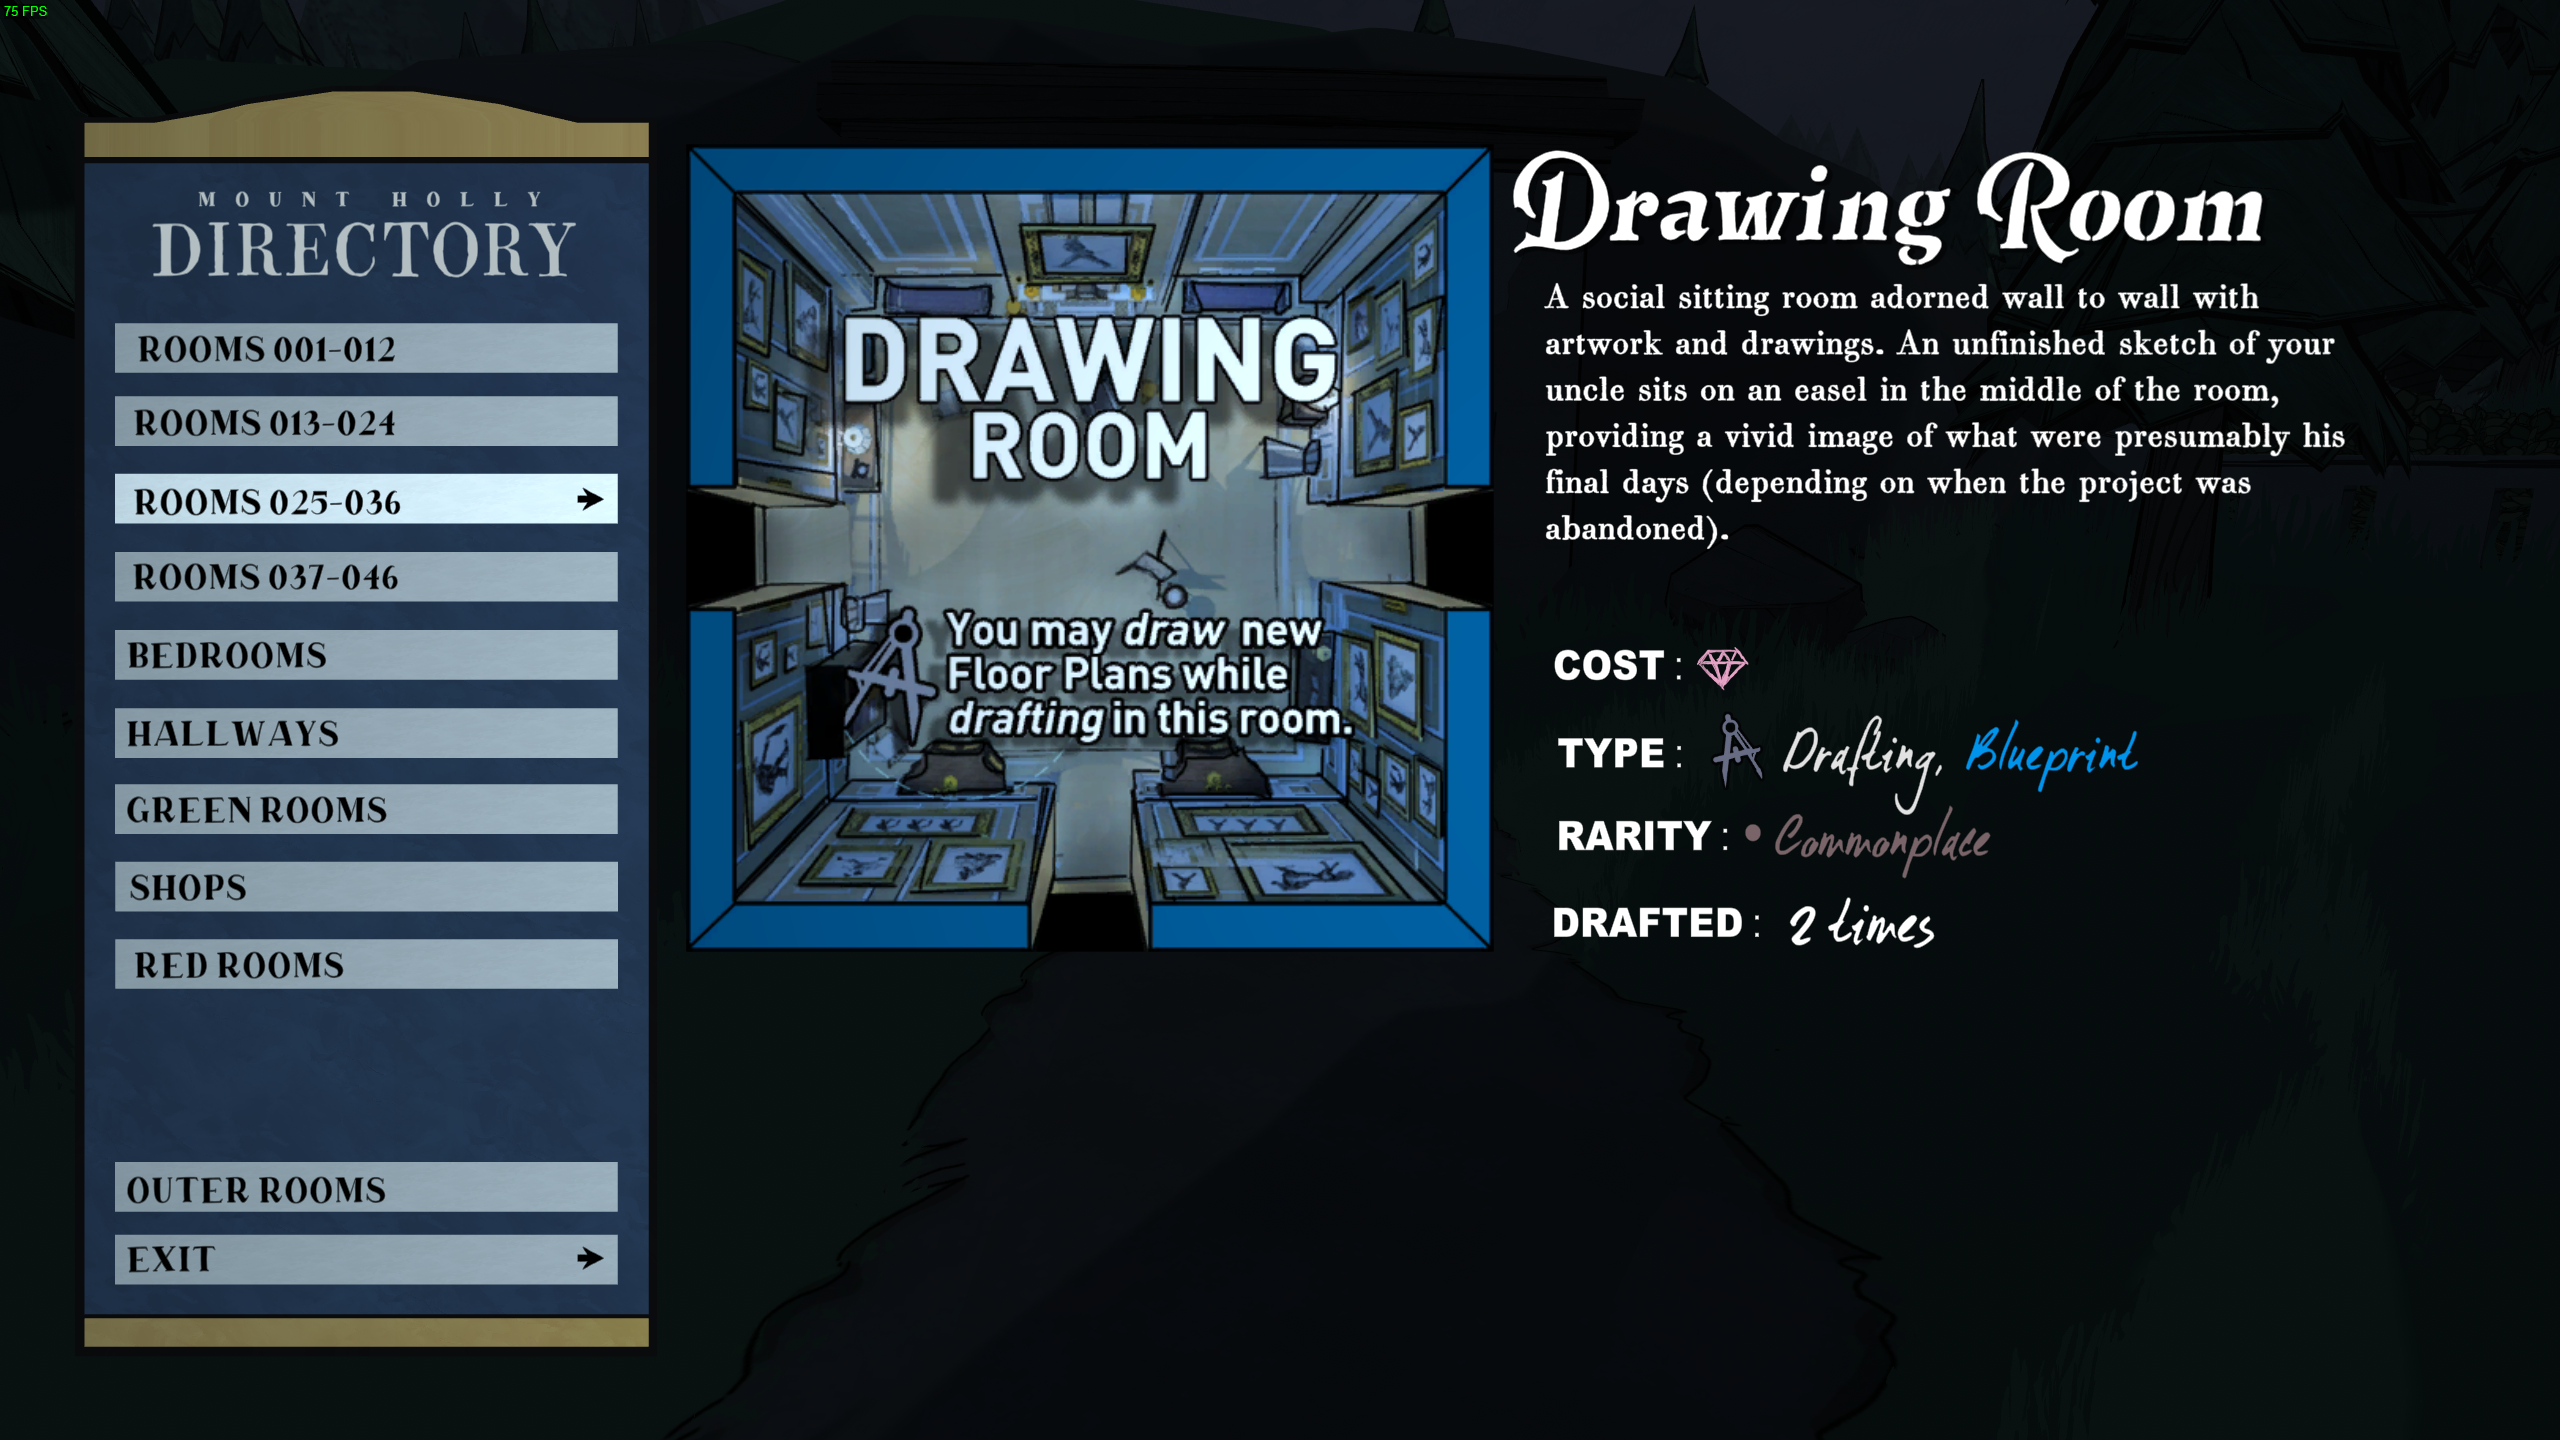 75 FPS
MOUNT HOLLY
DIRECTORY
ROOMS 001-012
ROOMS 013-024
ROOMS 025-036
ROOMS 037-046
BEDROOMS
HALLWAYS
GREEN ROOMS
SHOPS
RED ROOMS
OUTER ROOMS
EXIT
DRAWING
ROOM
You may draw new
Floor Plans while
drafting in this room.
Drawing Room
A social sitting room adorned wall to wall with
artwork and drawings. An unfinished sketch of your
uncle sits on an easel in the middle of the room,
providing a vivid image of what were presumably his
final days (depending on when the project was
abandoned).
COST :
TYPE : Drafting, Blueprint
RARITY : • Commonplace
DRAFTED : 2 times